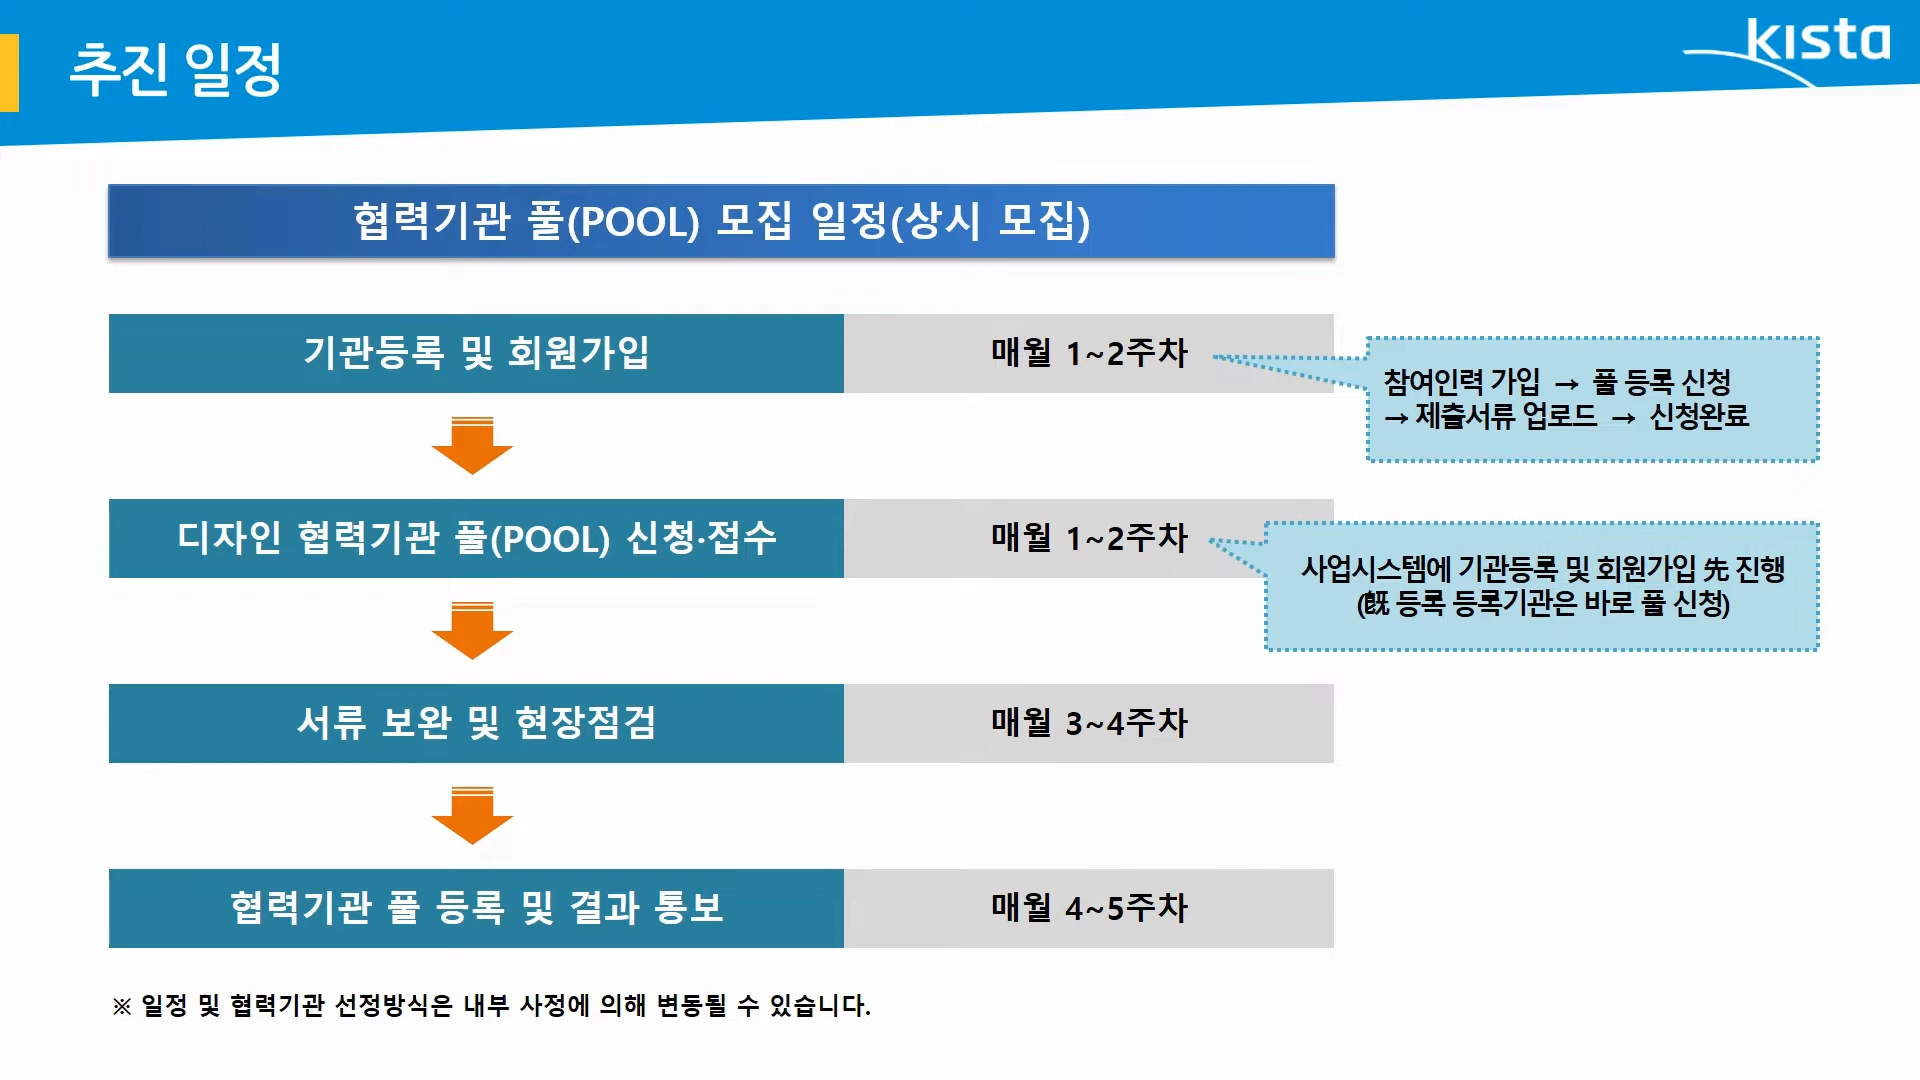 추진 일정
kista
협력기관 풀(POOL) 모집 일정(상시 모집)
기관등록 및 회원가입
매월 1~2주차
참여인력 가입 → 풀 등록 신청
→ 제출서류 업로드 → 신청완료
디자인 협력기관 풀(POOL) 신청·접수
매월 1~2주차
사업시스템에 기관등록 및 회원가입 先 진행
(旣 등록 등록기관은 바로 풀 신청)
서류 보완 및 현장점검
매월 3~4주차
협력기관 풀 등록 및 결과 통보
매월 4~5주차
※ 일정 및 협력기관 선정방식은 내부 사정에 의해 변동될 수 있습니다.